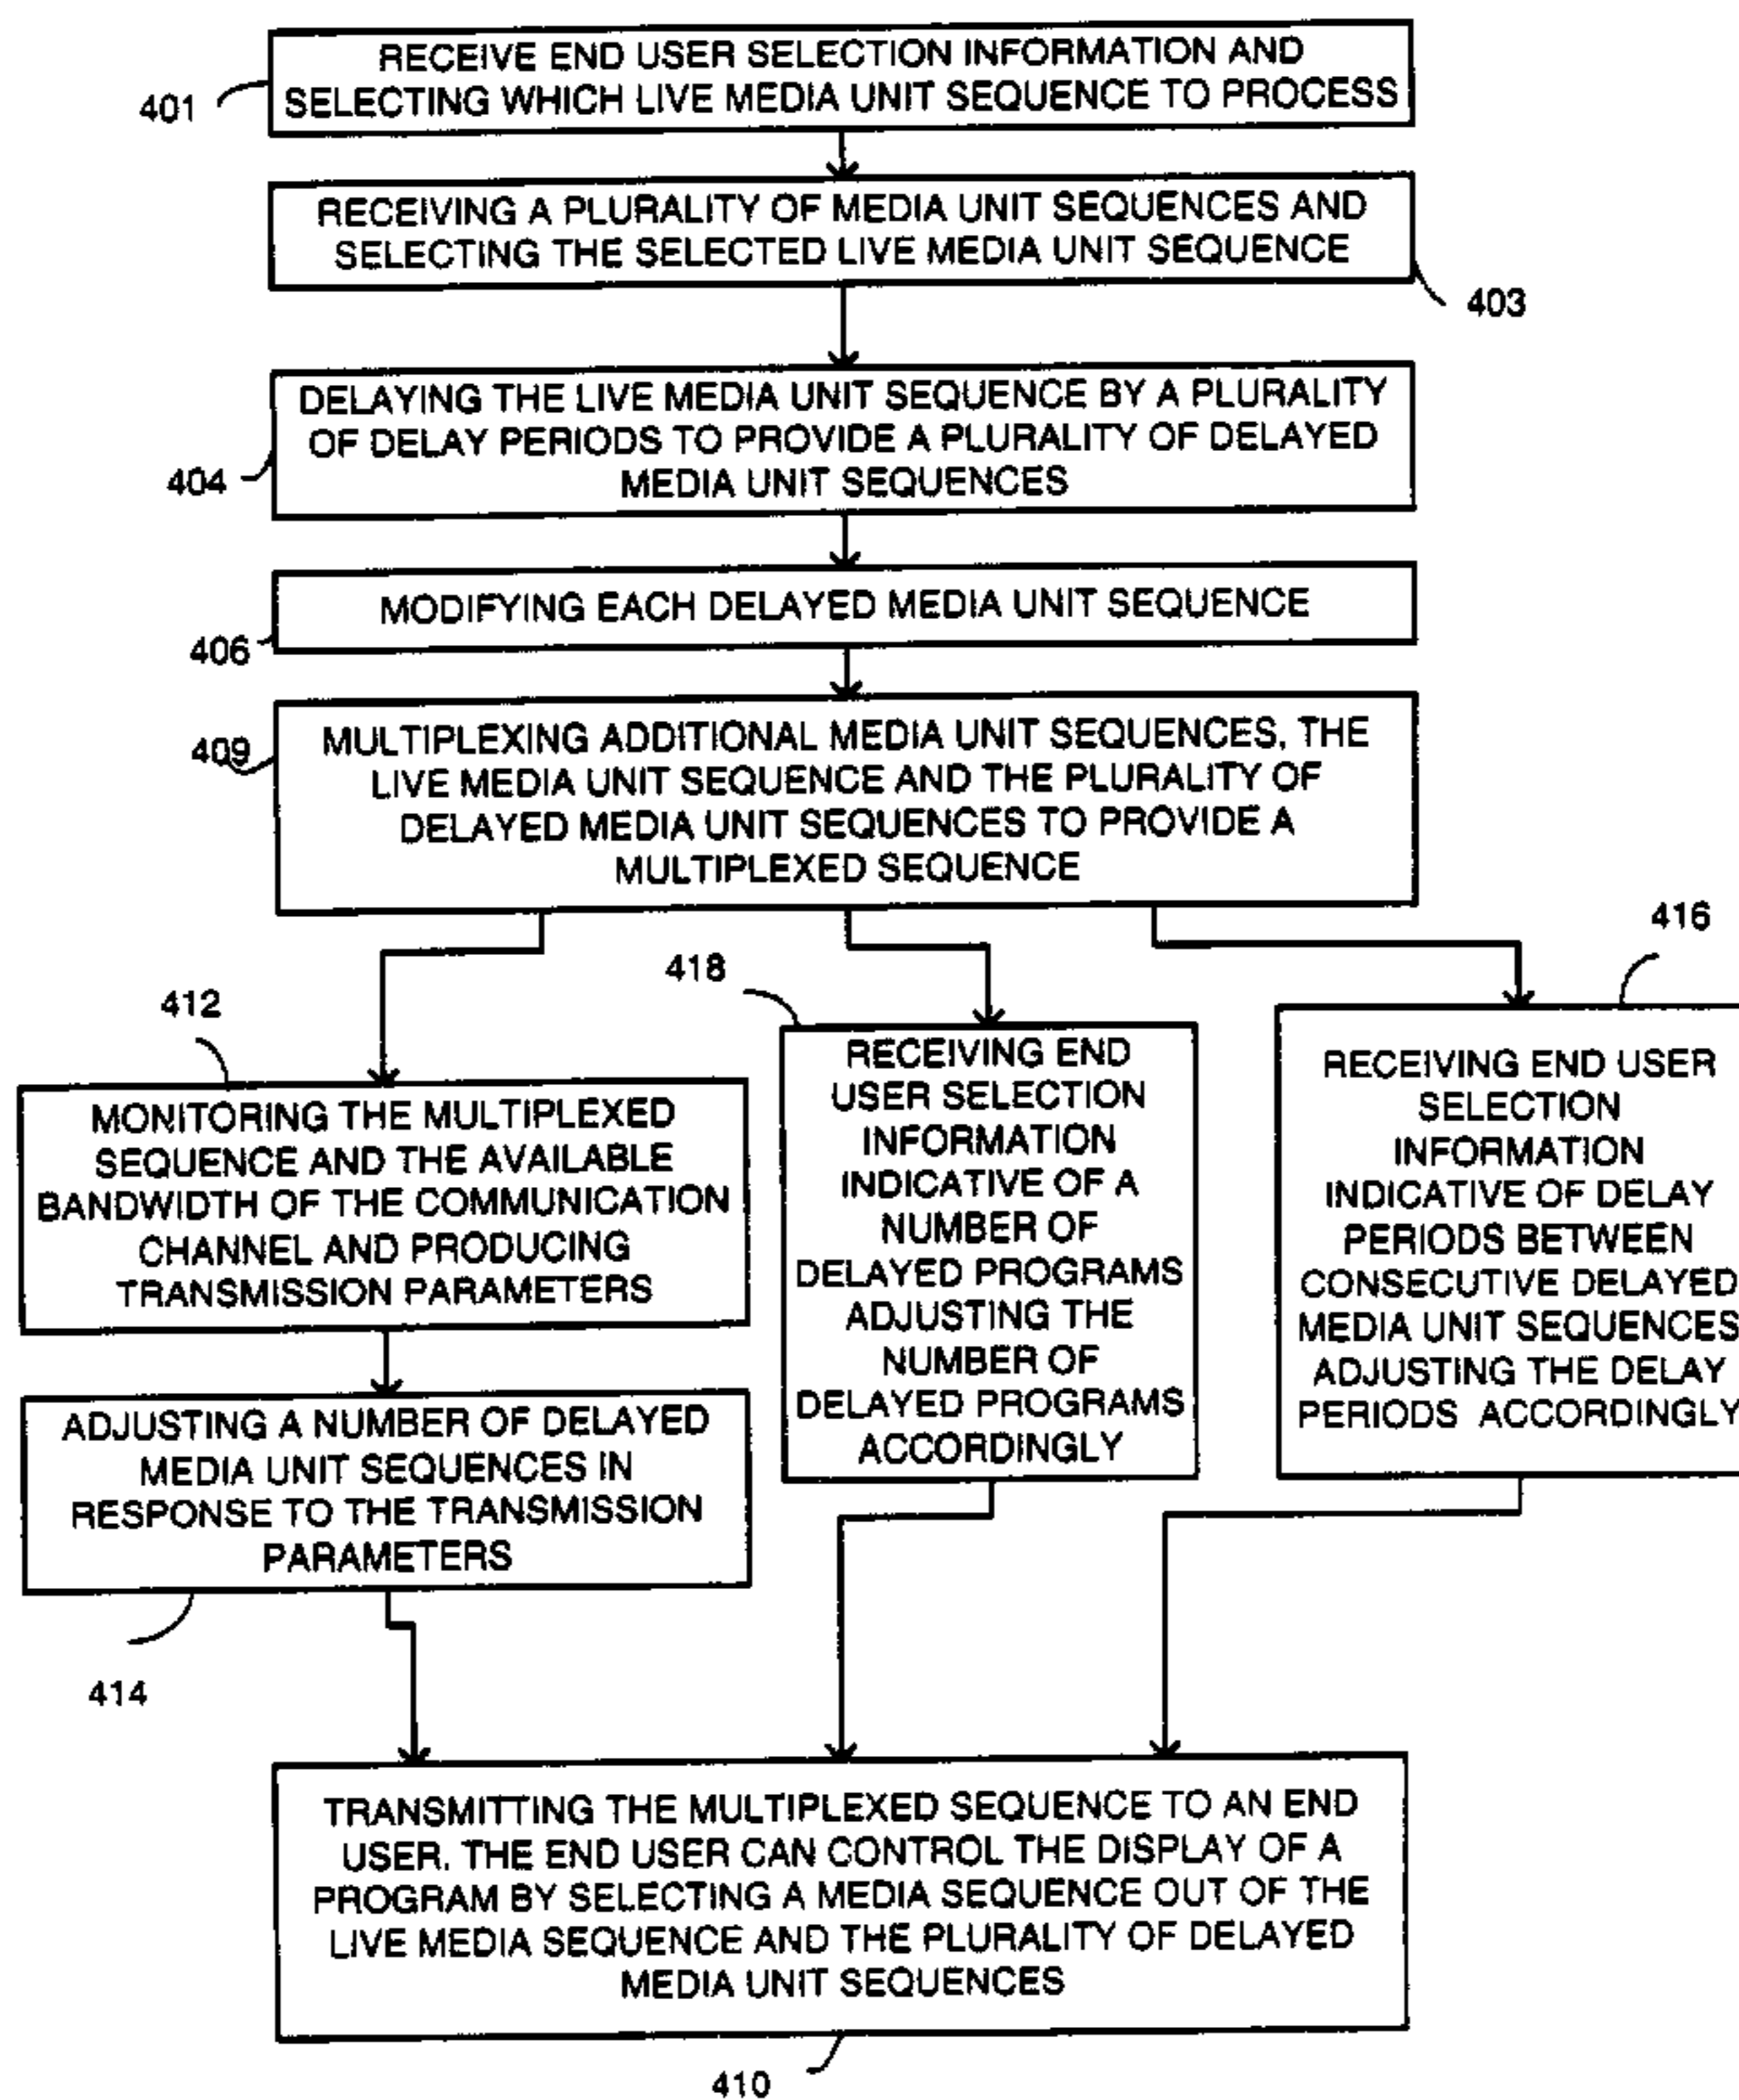 RECEIVE END USER SELECTION INFORMATION AND
SELECTING WHICH LIVE MEDIA UNIT SEQUENCE TO PROCESS
401
RECEIVING A PLURALITY OF MEDIA UNIT SEQUENCES AND
SELECTING THE SELECTED LIVE MEDIA UNIT SEQUENCE
403
DELAYING THE LIVE MEDIA UNIT SEQUENCE BY A PLURALITY
OF DELAY PERIODS TO PROVIDE A PLURALITY OF DELAYED
MEDIA UNIT SEQUENCES
404
MODIFYING EACH DELAYED MEDIA UNIT SEQUENCE
406
409
MULTIPLEXING ADDITIONAL MEDIA UNIT SEQUENCES, THE
LIVE MEDIA UNIT SEQUENCE AND THE PLURALITY OF
DELAYED MEDIA UNIT SEQUENCES TO PROVIDE A
MULTIPLEXED SEQUENCE
412
MONITORING THE MULTIPLEXED
SEQUENCE AND THE AVAILABLE
BANDWIDTH OF THE COMMUNICATION
CHANNEL AND PRODUCING
TRANSMISSION PARAMETERS
ADJUSTING A NUMBER OF DELAYED
MEDIA UNIT SEQUENCES IN
RESPONSE TO THE TRANSMISSION
PARAMETERS
414
418
RECEIVING END
USER SELECTION
INFORMATION
INDICATIVE OF A
NUMBER OF
DELAYED PROGRAMS
ADJUSTING THE
NUMBER OF
DELAYED PROGRAMS
ACCORDINGLY
416
RECEIVING END USER
SELECTION
INFORMATION
INDICATIVE OF DELAY
PERIODS BETWEEN
CONSECUTIVE DELAYED
MEDIA UNIT SEQUENCES
ADJUSTING THE DELAY
PERIODS ACCORDINGLY
TRANSMITTING THE MULTIPLEXED SEQUENCE TO AN END
USER. THE END USER CAN CONTROL THE DISPLAY OF A
PROGRAM BY SELECTING A MEDIA SEQUENCE OUT OF THE
LIVE MEDIA SEQUENCE AND THE PLURALITY OF DELAYED
MEDIA UNIT SEQUENCES
410